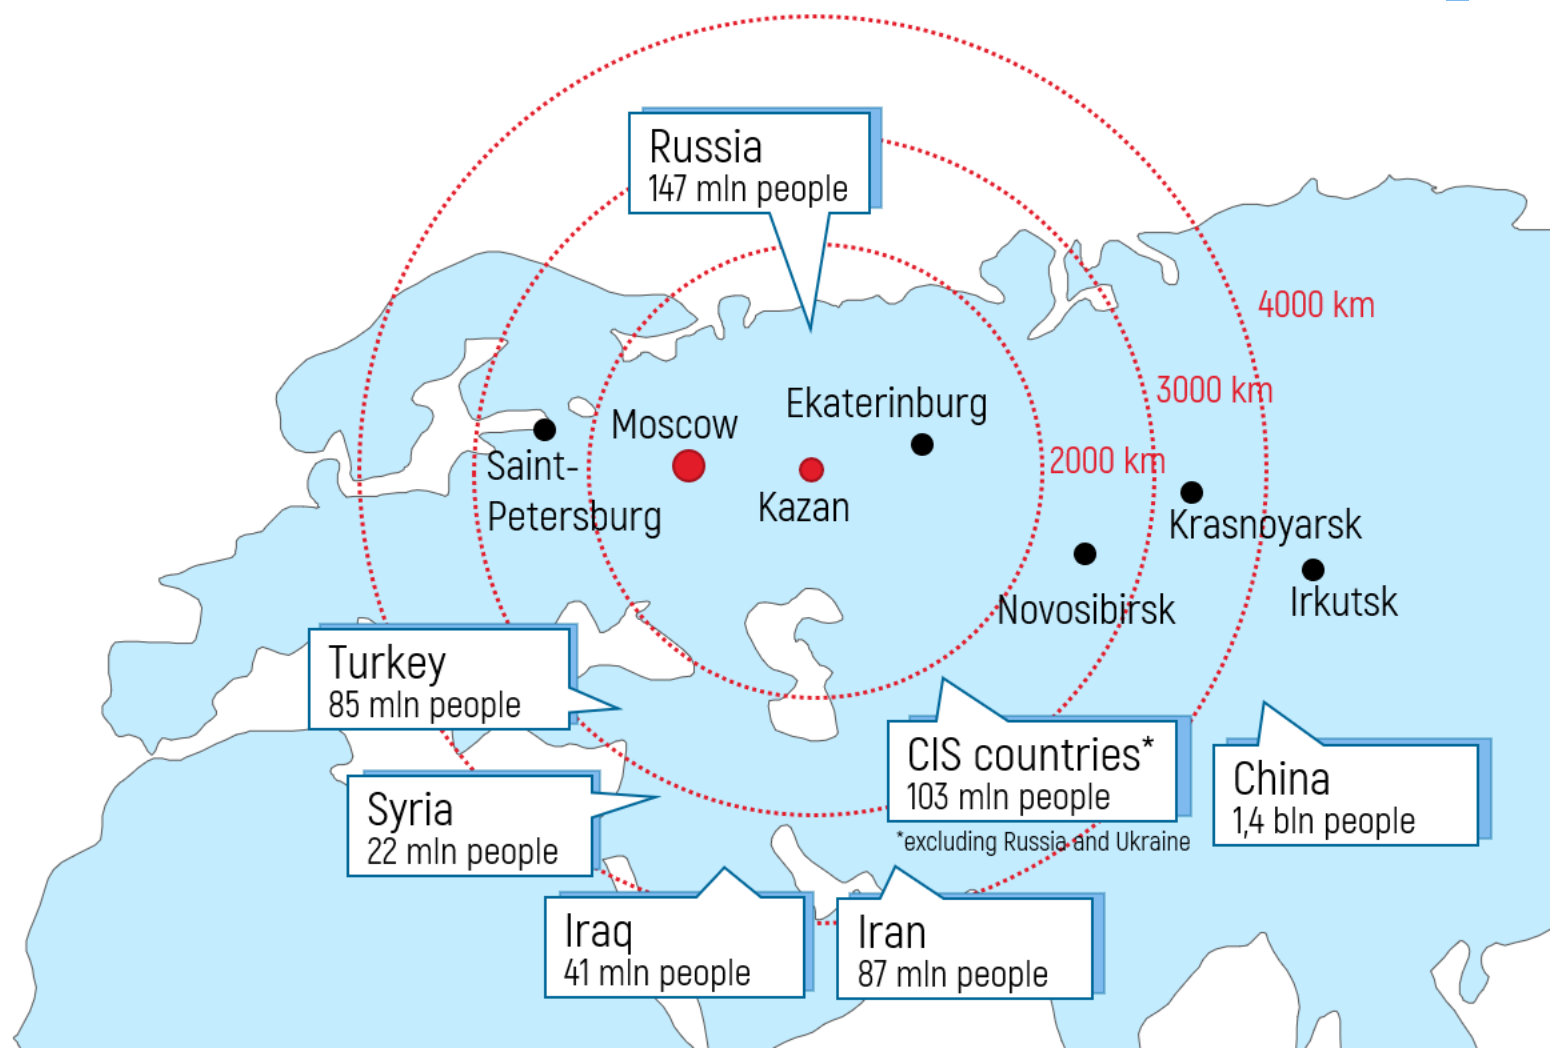 Russia
147 mln people
4000 km
3000 km
Ekaterinburg
Moscow
2000 km
Saint-
Petersburg
Kazan
Krasnoyarsk
Novosibirsk
Irkutsk
Turkey
85 mln people
CIS countries*
103 mln people
*excluding Russia and Ukraine
China
1,4 bln people
Syria
22 mln people
Iraq
41 mln people
Iran
87 mln people